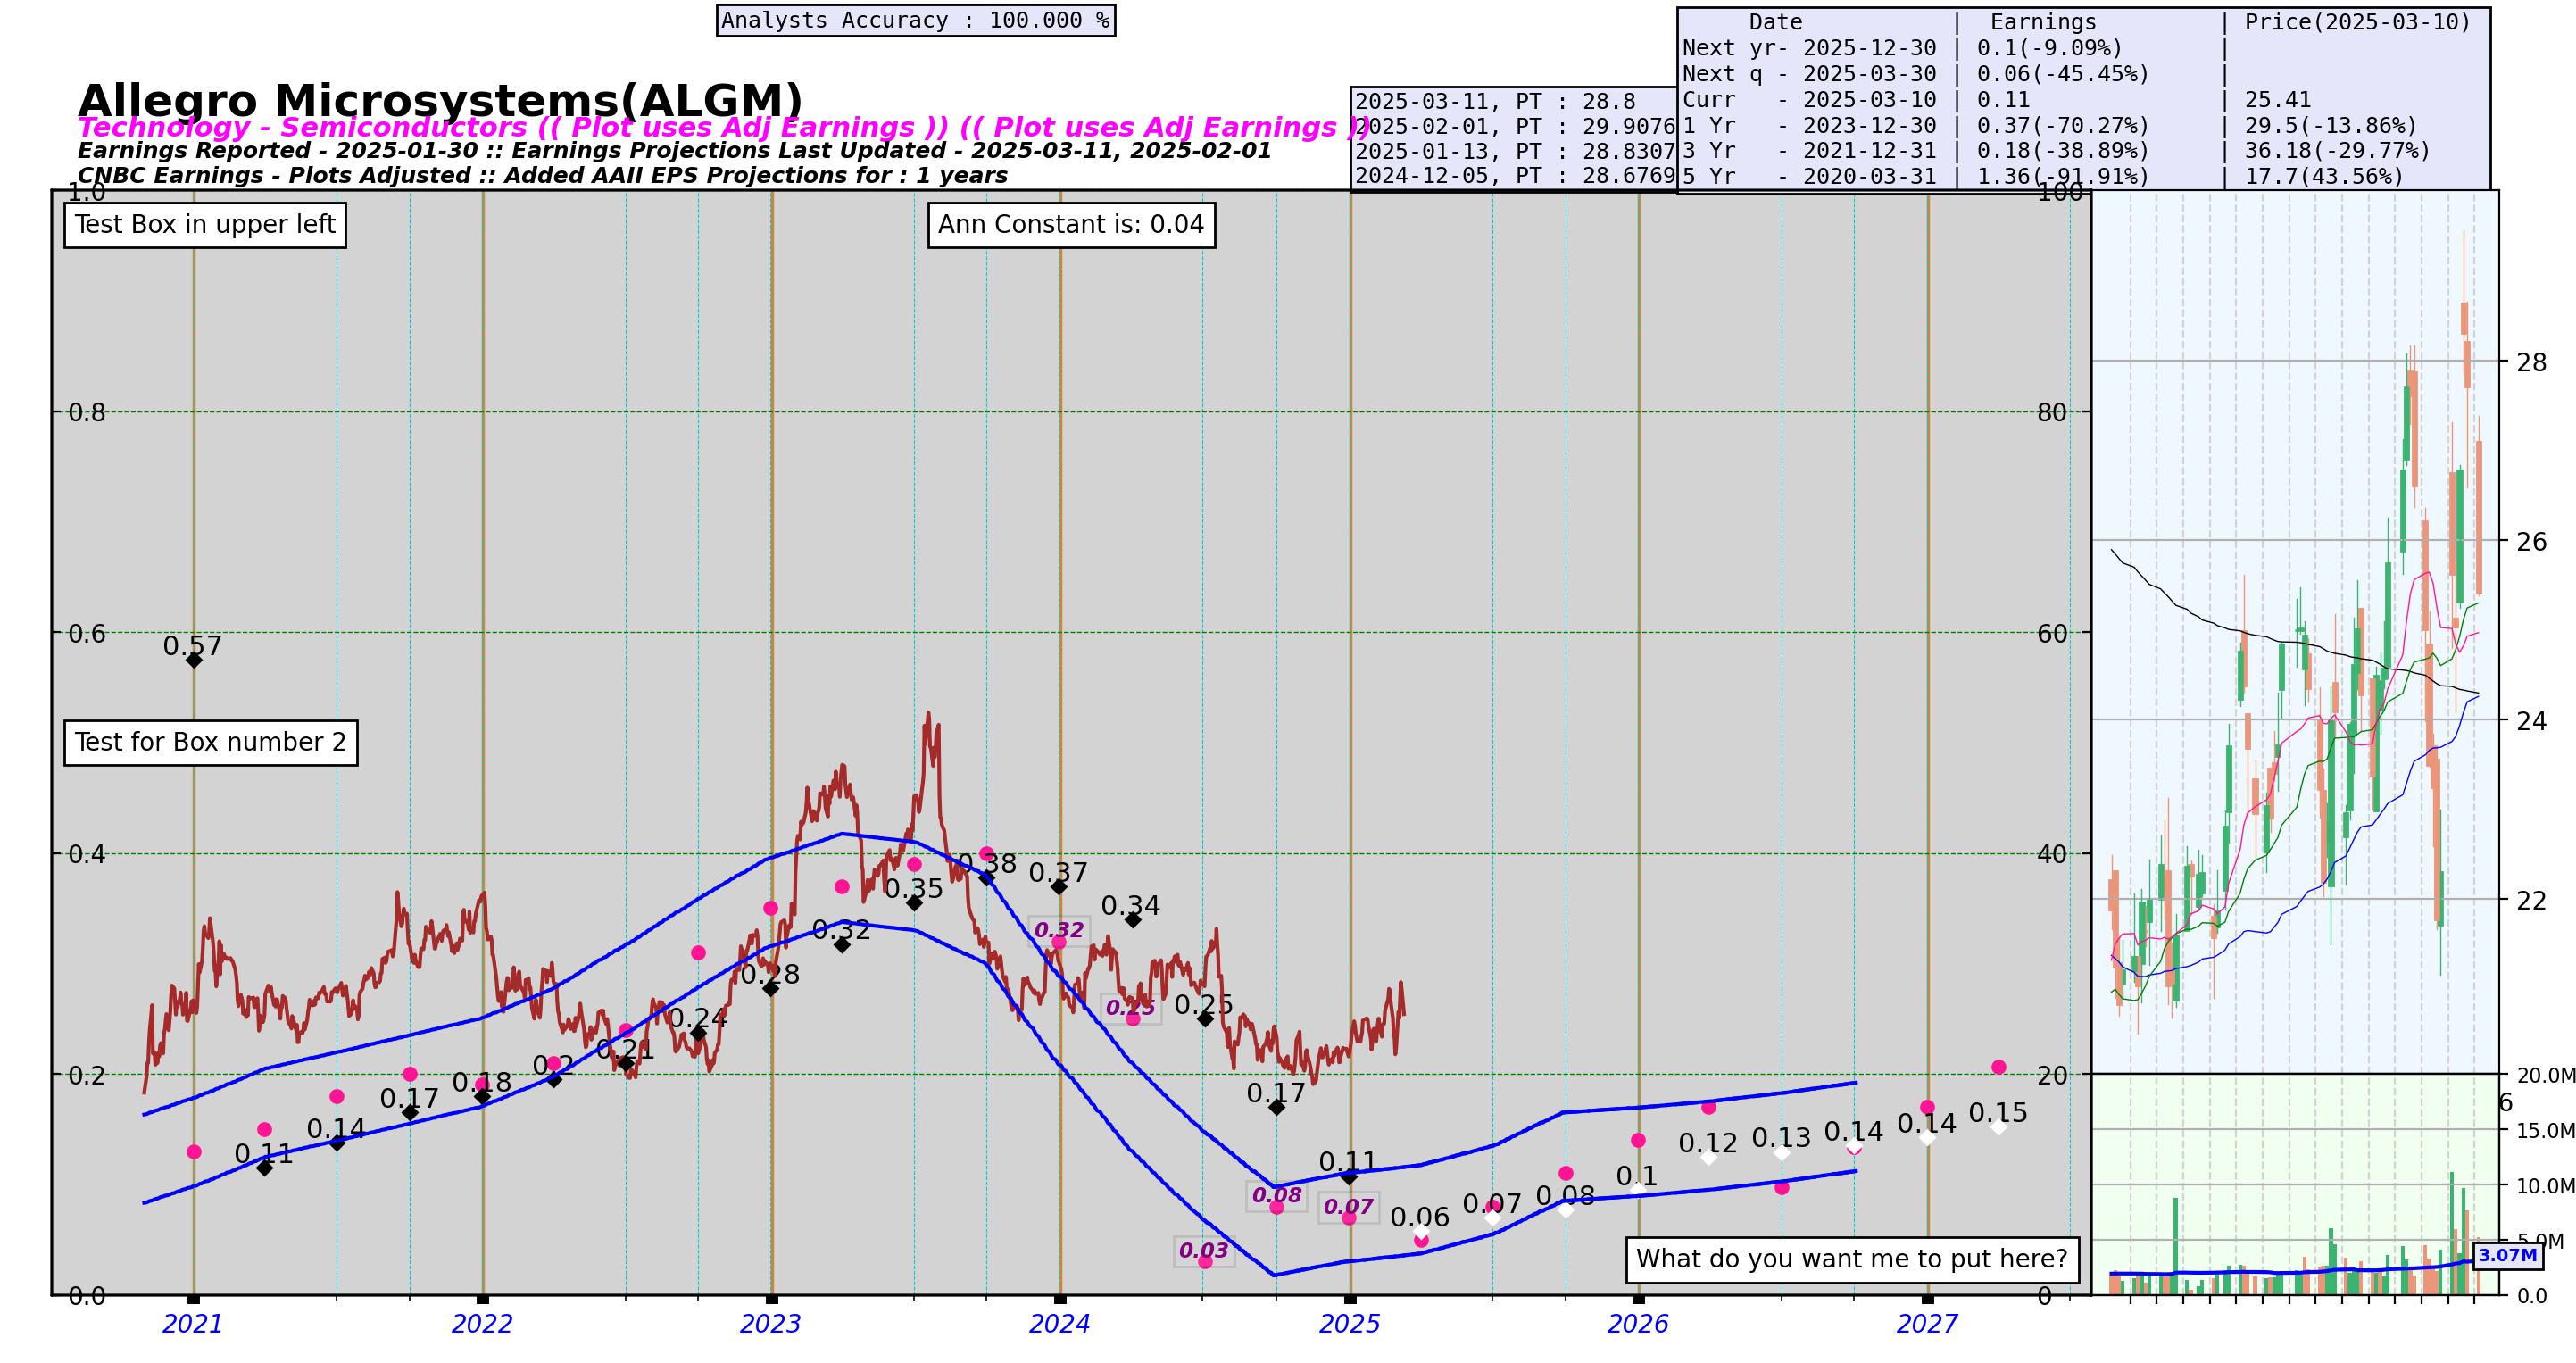 Analysts Accuracy : 100.000 %
Date | Earnings | Price(2025-03-10)
Next yr- 2025-12-30 | 0.1(-9.09%) |
Next q - 2025-03-30 | 0.06(-45.45%) |
Curr - 2025-03-10 | 0.11 | 25.41
1 Yr - 2023-12-30 | 0.37(-70.27%) | 29.5(-13.86%)
3 Yr - 2021-12-31 | 0.18(-38.89%) | 36.18(-29.77%)
5 Yr - 2020-03-31 | 1.36(-91.91%) | 17.7(43.56%)
2025-03-11, PT : 28.8
2025-02-01, PT : 29.9076
2025-01-13, PT : 28.8307
2024-12-05, PT : 28.6769
Allegro Microsystems(ALGM)
Technology - Semiconductors (( Plot uses Adj Earnings )) (( Plot uses Adj Earnings ))
Earnings Reported - 2025-01-30 :: Earnings Projections Last Updated - 2025-03-11, 2025-02-01
CNBC Earnings - Plots Adjusted :: Added AAII EPS Projections for : 1 years
1.0
100
Test Box in upper left
Ann Constant is: 0.04
28
0.8
80
26
0.6
60
0.57
24
Test for Box number 2
0.4
40
0.38
0.37
0.35
0.34
22
0.32
0.32
0.28
0.25
0.25
0.24
0.21
0.2
0.2
20
20.0M
0.18
0.17
0.17
0.15
6
0.14
0.14
0.14
0.13
0.12
15.0M
0.11
0.11
0.1
10.0M
0.08
0.08
0.07
0.07
0.06
0.03
5.0M
What do you want me to put here?
3.07M
0.0
0
0.0
2021
2022
2023
2024
2025
2026
2027